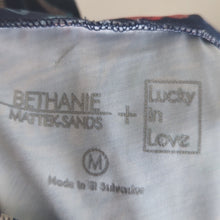 BETHANIE
MATTEK-SANDS
+
Lucky
in
Love
M
Made in El Salvador